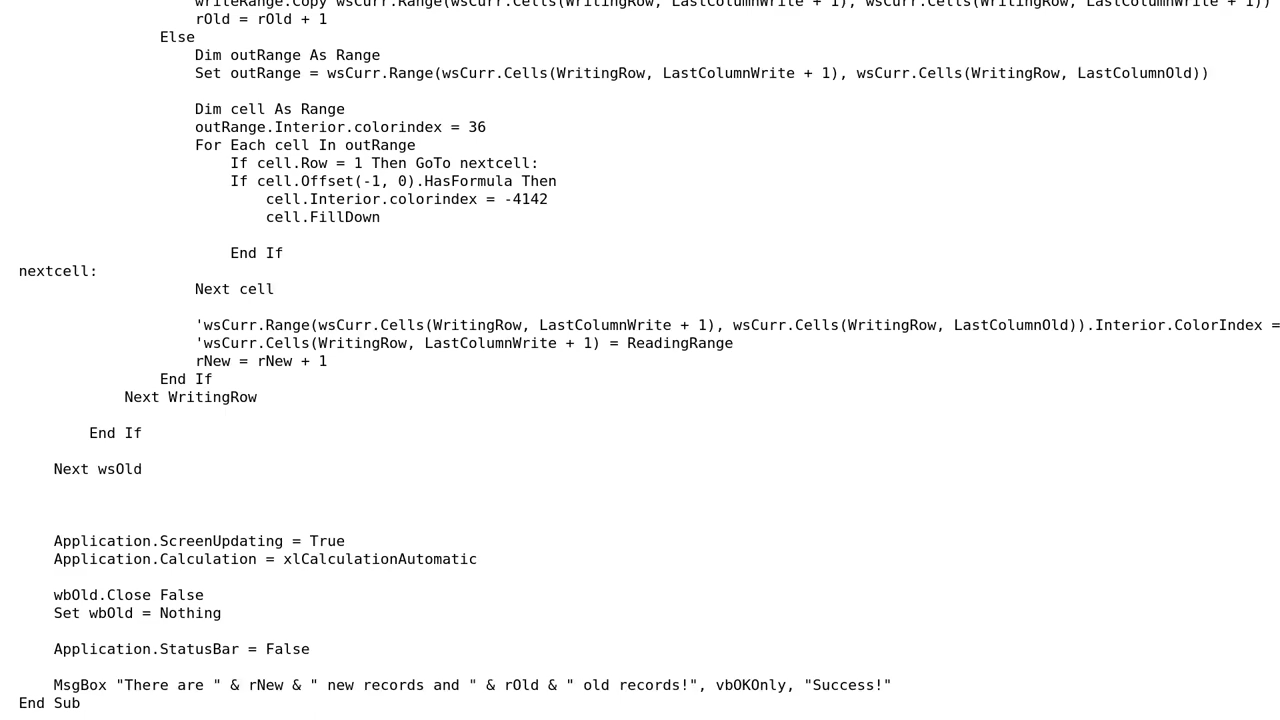 writeRange.Copy wsCurr.Range(wsCurr.Cells(WritingRow, LastColumnWrite + 1), wsCurr.Cells(WritingRow, LastColumnWrite + 1))
rOld = rOld + 1
Else
Dim outRange As Range
Set outRange = wsCurr.Range(wsCurr.Cells(WritingRow, LastColumnWrite + 1), wsCurr.Cells(WritingRow, LastColumnOld))
Dim cell As Range
outRange.Interior.colorindex = 36
For Each cell In outRange
If cell.Row = 1 Then GoTo nextcell:
If cell.Offset(-1, 0).HasFormula Then
cell.Interior.colorindex = -4142
cell.FillDown
End If
nextcell:
Next cell
'wsCurr.Range(wsCurr.Cells(WritingRow, LastColumnWrite + 1), wsCurr.Cells(WritingRow, LastColumnOld)).Interior.ColorIndex =
'wsCurr.Cells(WritingRow, LastColumnWrite + 1) = ReadingRange
rNew = rNew + 1
End If
Next WritingRow
End If
Next wsOld
Application.ScreenUpdating = True
Application.Calculation = xlCalculationAutomatic
wbOld.Close False
Set wbOld = Nothing
Application.StatusBar = False
MsgBox "There are " & rNew & " new records and " & rOld & " old records!", vbOKOnly, "Success!"
End Sub